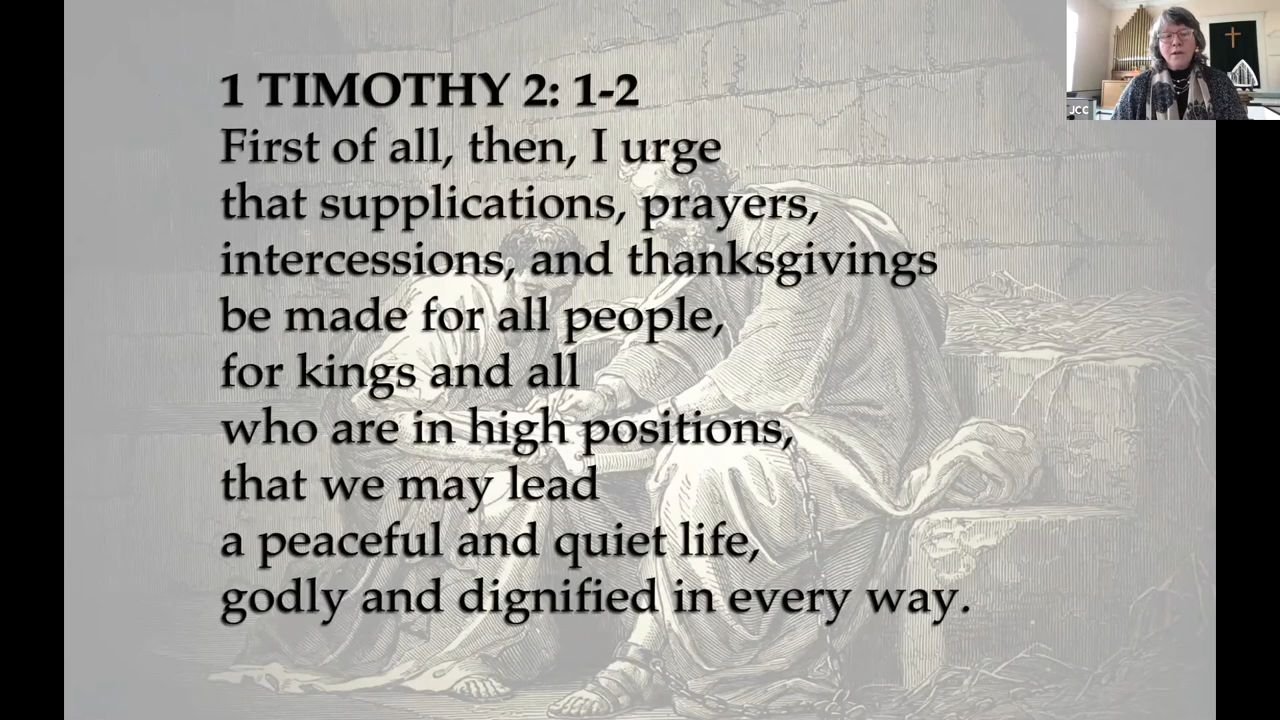 1 TIMOTHY 2: 1-2
First of all, then, I urge
that supplications, prayers,
intercessions, and thanksgivings
be made for all people,
for kings and all
who are in high positions,
that we may lead
a peaceful and quiet life,
godly and dignified in every way.
JCC